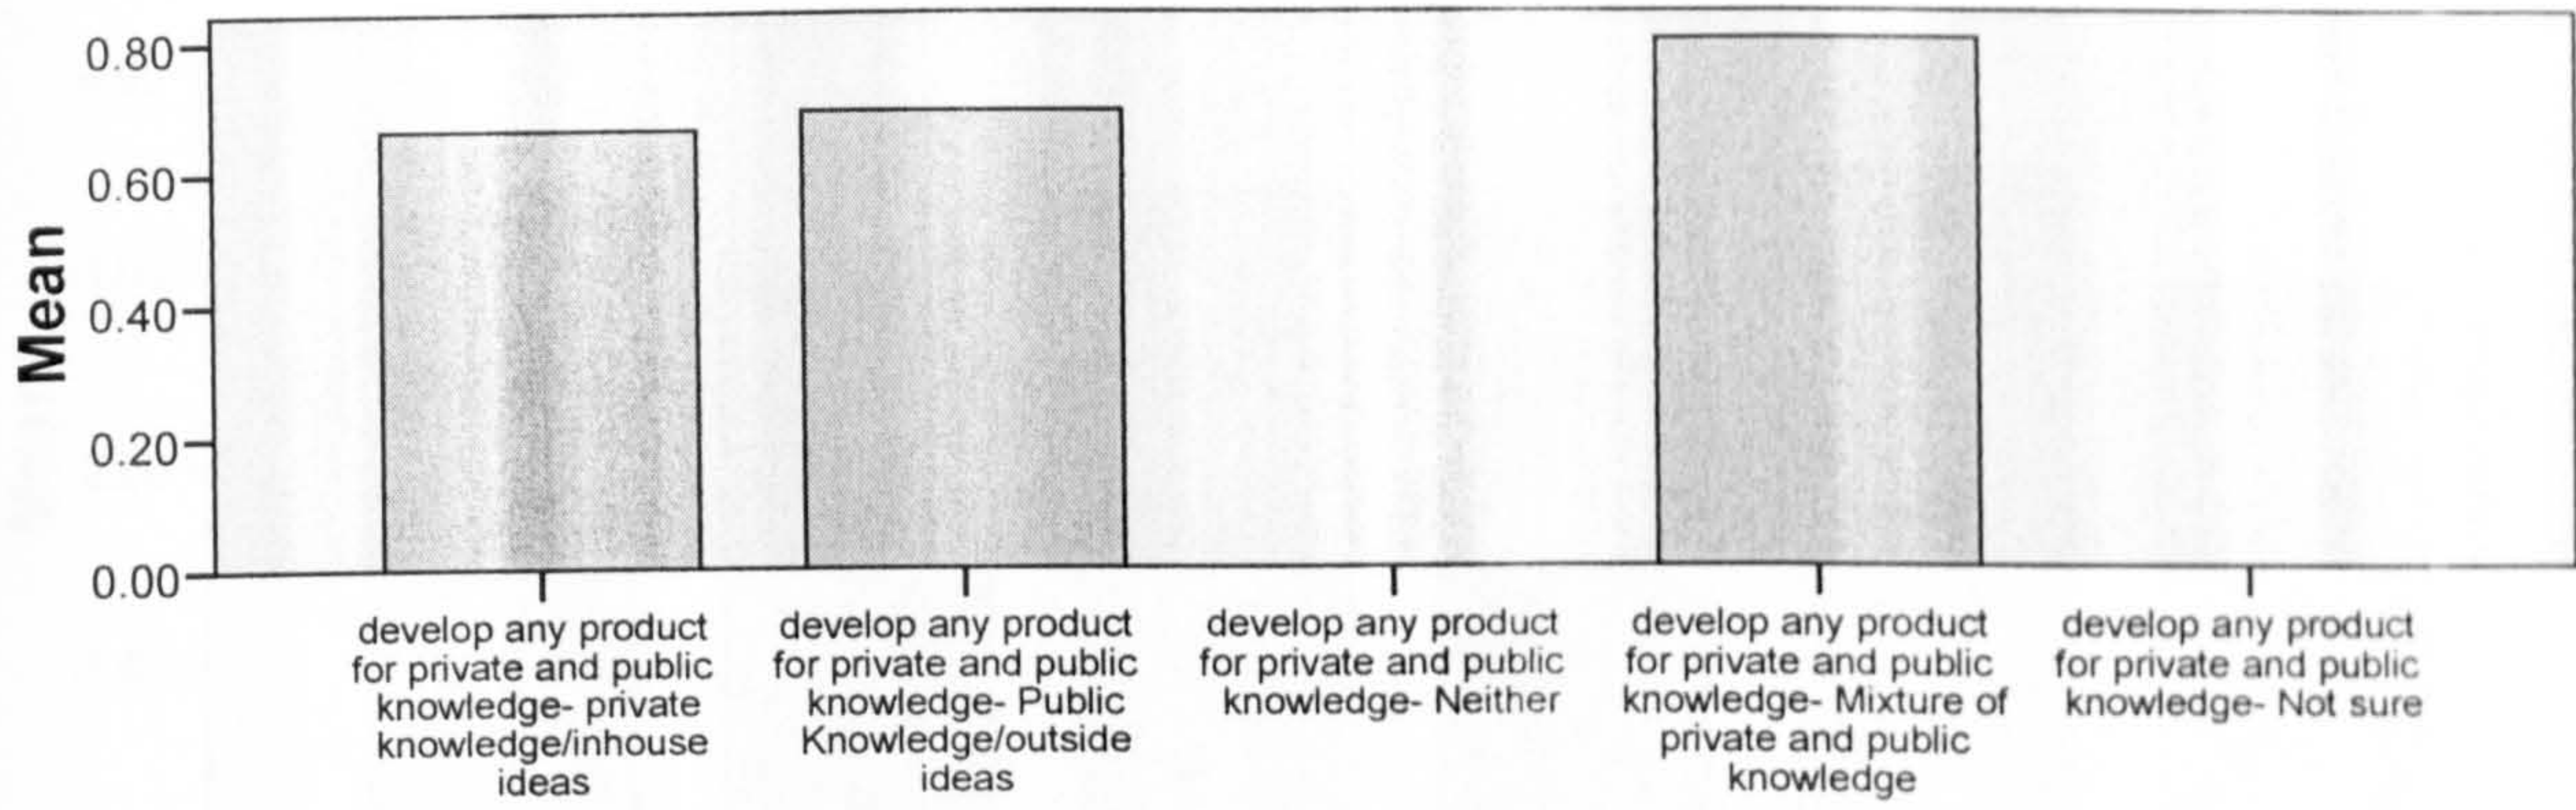 Mean
0.80
0.60
0.40
0.20
0.00
develop any product
for private and public
knowledge- private
knowledge/inhouse
ideas
develop any product
for private and public
knowledge- Public
Knowledge/outside
ideas
develop any product
for private and public
knowledge- Neither
develop any product
for private and public
knowledge- Mixture of
private and public
knowledge
develop any product
for private and public
knowledge- Not sure